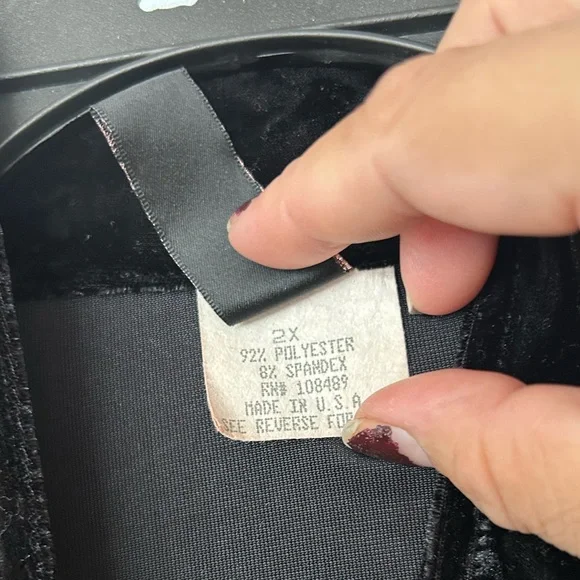 2X
92% POLYESTER
8% SPANDEX
RN# 108489
MADE IN U.S.A
SEE REVERSE FOR